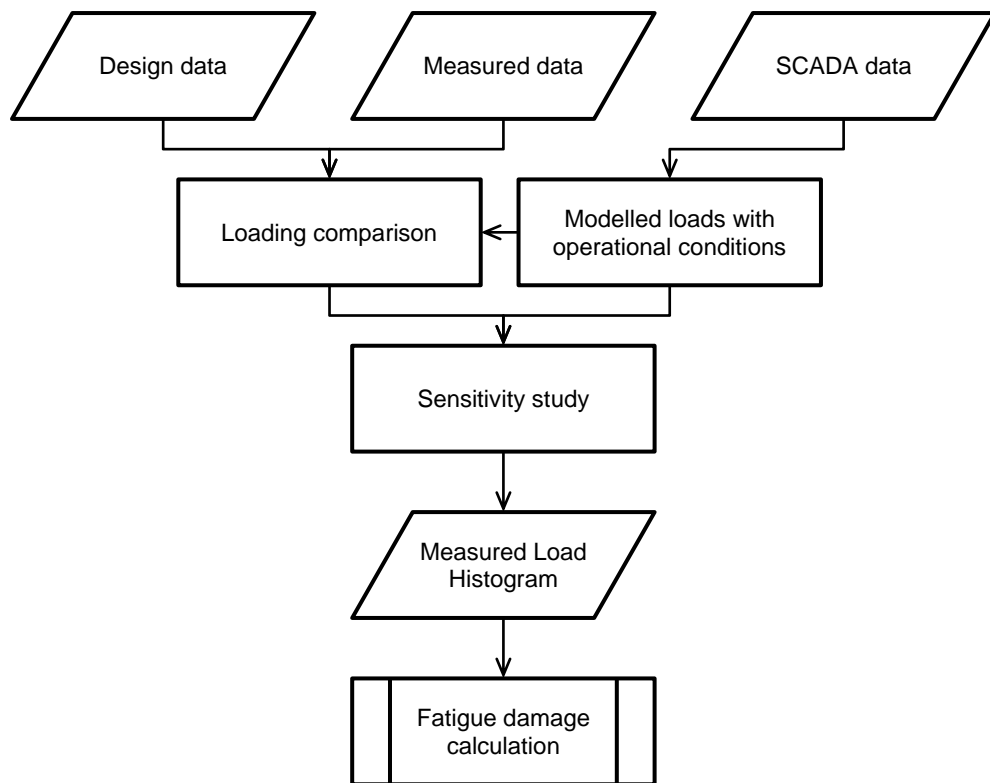 Design data
Measured data
SCADA data
Loading comparison
Modelled loads with
operational conditions
Sensitivity study
Measured Load
Histogram
Fatigue damage
calculation